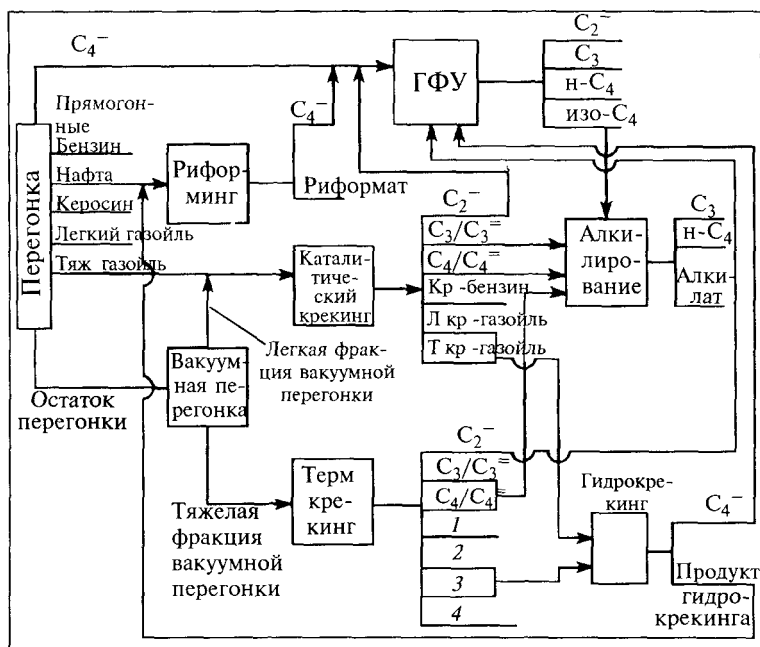 C₄⁻
Прямогон-
ные
Бензин
Нафта
Керосин
Легкий газойль
Тяж газойль
Перегонка
Остаток
перегонки
Рифор-
минг
C₄⁻
Риформат
ГФУ
C₂⁻
C₃
н-C₄
изо-C₄
Катали-
тический
крекинг
C₂⁻
C₃/C₃⁼
C₄/C₄⁼
Кр -бензин
Л кр -газойль
Т кр -газойль
Алки-
лиро-
вание
C₃
н-C₄
Алки-
лат
Вакуум-
ная пе-
регонка
Легкая фрак-
ция вакуумной
перегонки
Тяжелая
фракция
вакуумной
перегонки
Терм
кре-
кинг
C₂⁻
C₃/C₃⁼
C₄/C₄⁼
1
2
3
4
Гидрокре-
кинг
C₄⁻
Продукт
гидро-
крекинга